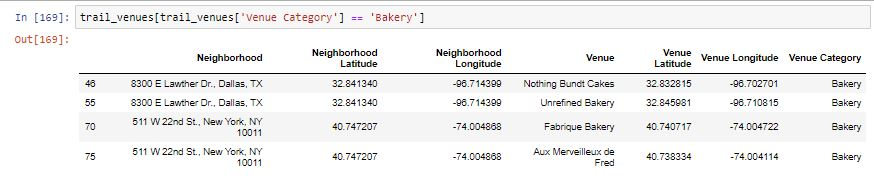 In [169]: trail_venues[trail_venues['Venue Category'] == 'Bakery']
Out[169]:
Neighborhood Neighborhood Latitude Neighborhood Longitude Venue Venue Latitude Venue Longitude Venue Category
46 8300 E Lawther Dr., Dallas, TX 32.841340 -96.714399 Nothing Bundt Cakes 32.832815 -96.702701 Bakery
55 8300 E Lawther Dr., Dallas, TX 32.841340 -96.714399 Unrefined Bakery 32.845981 -96.710815 Bakery
70 511 W 22nd St., New York, NY 10011 40.747207 -74.004868 Fabrique Bakery 40.740717 -74.004722 Bakery
75 511 W 22nd St., New York, NY 10011 40.747207 -74.004868 Aux Merveilleux de Fred 40.738334 -74.004114 Bakery